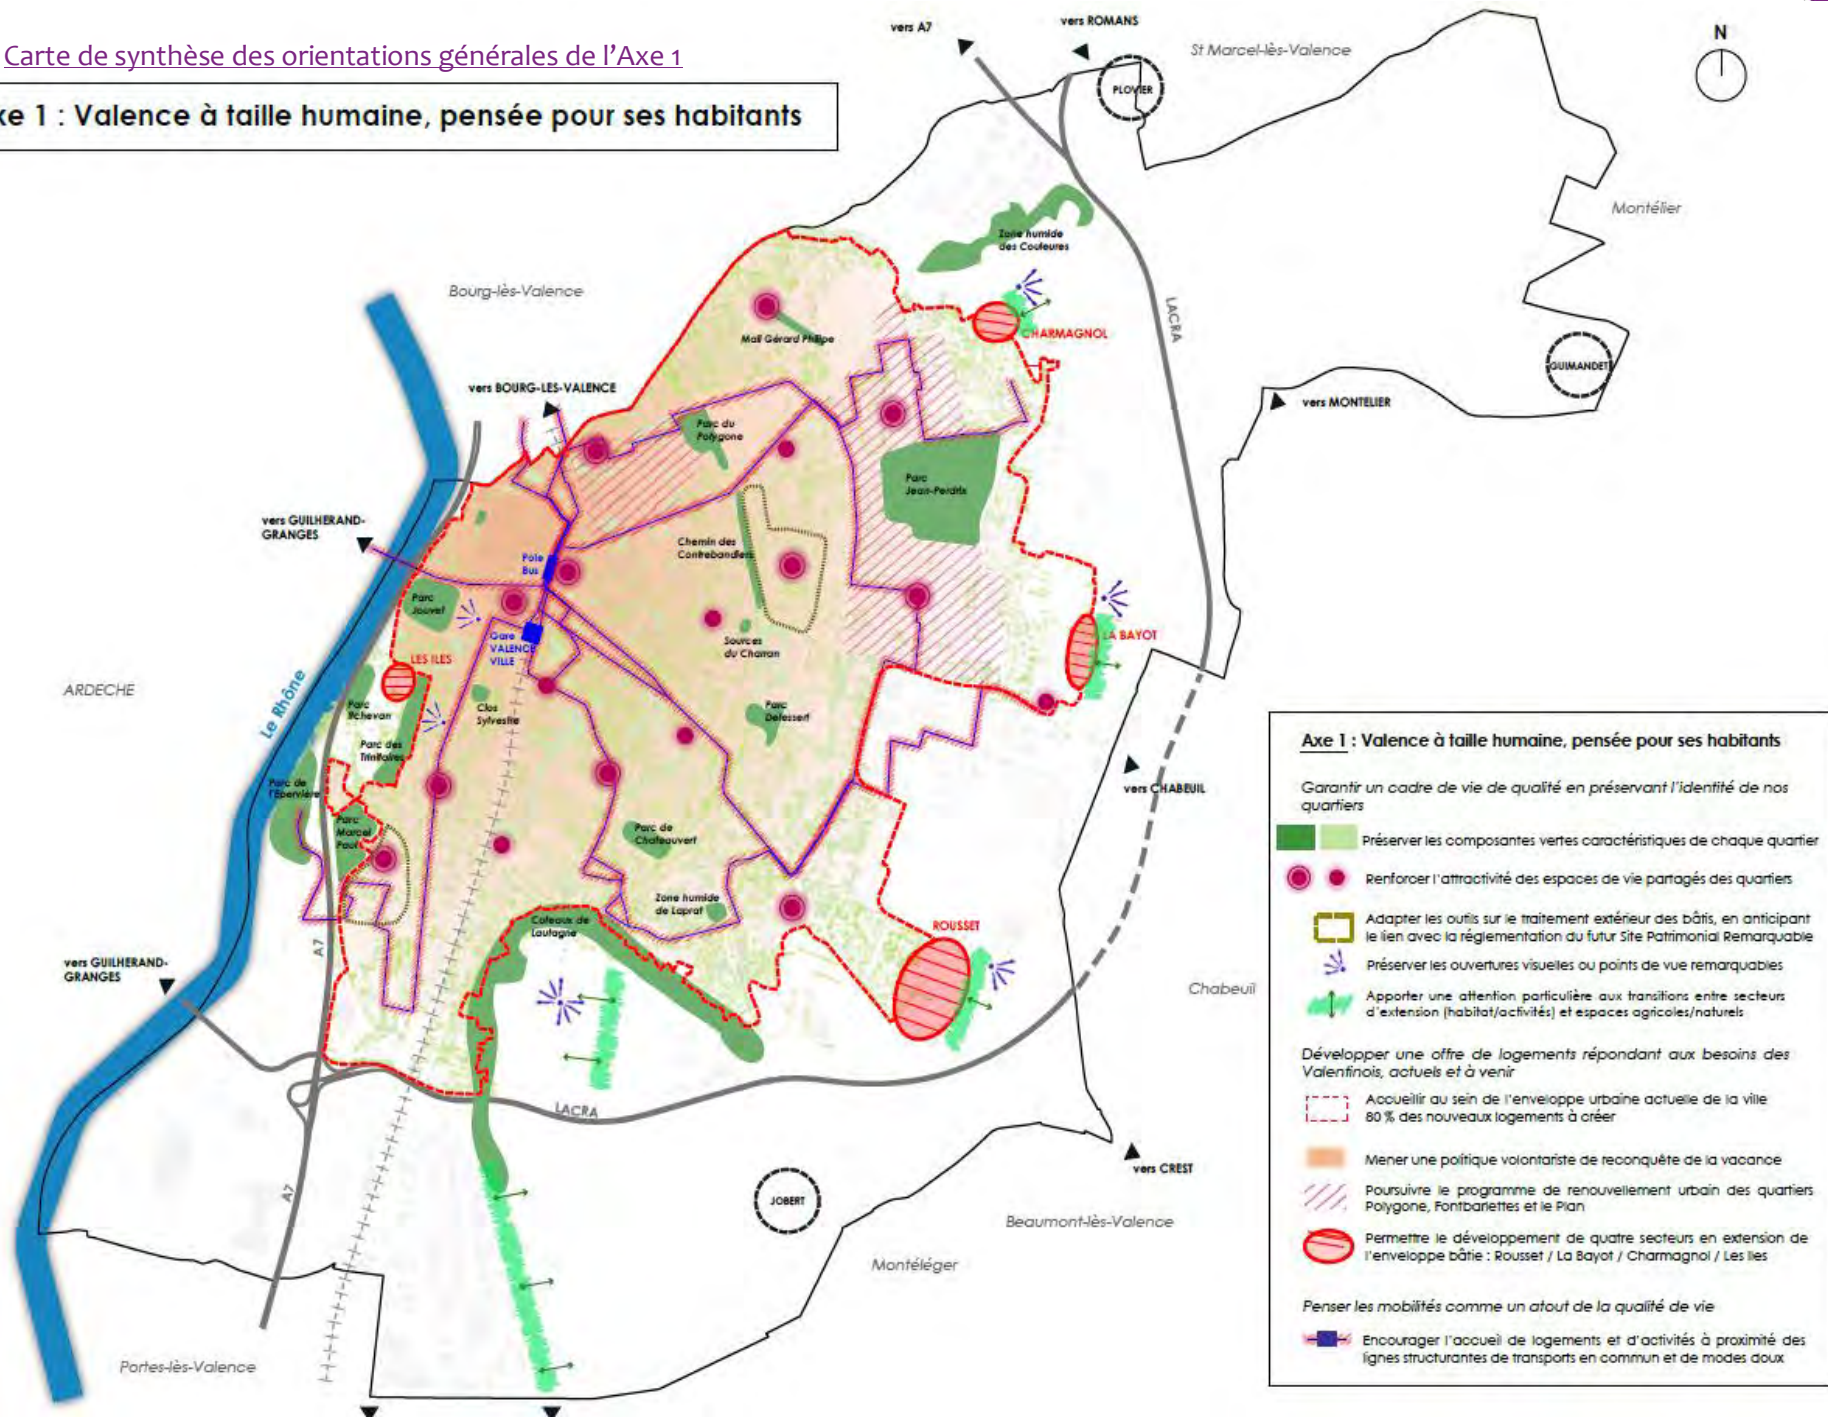 Carte de synthèse des orientations générales de l'Axe 1
xe 1 : Valence à taille humaine, pensée pour ses habitants
vers A7
vers ROMANS
St Marcel-lès-Valence
N
PLOVIER
Montélier
Zone humide
des Couleures
Bourg-lès-Valence
CHARMAGNOL
LACRA
Mail Gérard Philipe
GUIMANDET
vers BOURG-LES-VALENCE
vers MONTELIER
Parc du
Polygone
Parc
Jean-Perdrix
vers GUILHERAND-
GRANGES
Chemin des
Contrebandiers
Pole
Bus
Parc
Jouvet
Gare
VALENCE
VILLE
Sources
du Charran
LA BAYOT
LES ILES
ARDECHE
Le Rhône
Parc
Itchevan
Clos
Sylvestre
Parc
Delessert
Parc des
Trinitaires
Parc de
l'Epervière
vers CHABEUIL
Parc
Marcel
Paul
Parc de
Chateauvert
Zone humide
de Laprat
Coteaux de
Lautagne
ROUSSET
A7
vers GUILHERAND-
GRANGES
Chabeuil
LACRA
A7
JOBERT
vers CREST
Beaumont-lès-Valence
Montéléger
Portes-lès-Valence
Axe 1 : Valence à taille humaine, pensée pour ses habitants
Garantir un cadre de vie de qualité en préservant l'identité de nos
quartiers
Préserver les composantes vertes caractéristiques de chaque quartier
Renforcer l'attractivité des espaces de vie partagés des quartiers
Adapter les outils sur le traitement extérieur des bâtis, en anticipant
le lien avec la réglementation du futur Site Patrimonial Remarquable
Préserver les ouvertures visuelles ou points de vue remarquables
Apporter une attention particulière aux transitions entre secteurs
d'extension (habitat/activités) et espaces agricoles/naturels
Développer une offre de logements répondant aux besoins des
Valentinois, actuels et à venir
Accueillir au sein de l'enveloppe urbaine actuelle de la ville
80 % des nouveaux logements à créer
Mener une politique volontariste de reconquête de la vacance
Poursuivre le programme de renouvellement urbain des quartiers
Polygone, Fontbarlettes et le Plan
Permettre le développement de quatre secteurs en extension de
l'enveloppe bâtie : Rousset / La Bayot / Charmagnol / Les Iles
Penser les mobilités comme un atout de la qualité de vie
Encourager l'accueil de logements et d'activités à proximité des
lignes structurantes de transports en commun et de modes doux